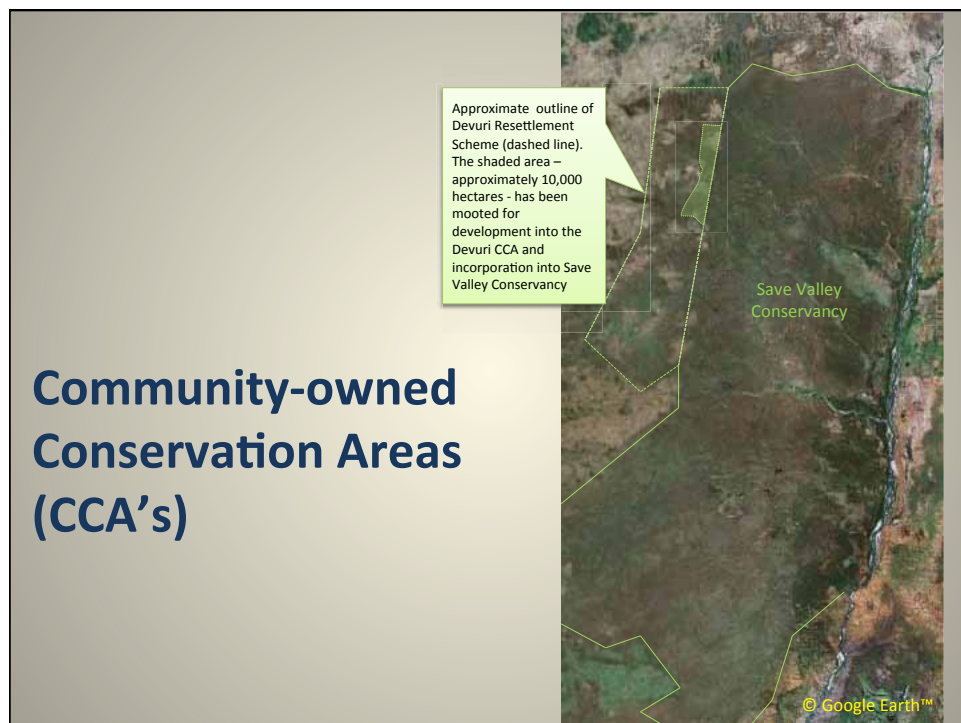 Approximate  outline of
Devuri Resettlement
Scheme (dashed line).
The shaded area –
approximately 10,000
hectares - has been
mooted for
development into the
Devuri CCA and
incorporation into Save
Valley Conservancy
Save Valley
Conservancy
Community-owned
Conservation Areas
(CCA’s)
© Google Earth™